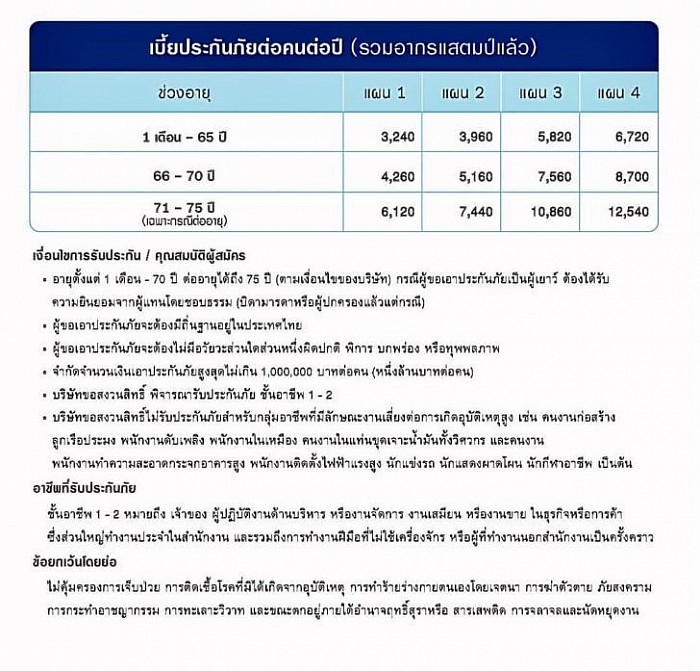 เบี้ยประกันภัยต่อคนต่อปี (รวมอากรแสตมป์แล้ว)
ช่วงอายุ แผน 1 แผน 2 แผน 3 แผน 4
1 เดือน - 65 ปี 3,240 3,960 5,820 6,720
66 - 70 ปี 4,260 5,160 7,560 8,700
71 - 75 ปี 6,120 7,440 10,860 12,540
(เฉพาะกรณีต่ออายุ)
เงื่อนไขการรับประกัน / คุณสมบัติผู้สมัคร
• อายุตั้งแต่ 1 เดือน - 70 ปี ต่ออายุได้ถึง 75 ปี (ตามเงื่อนไขของบริษัท) กรณีผู้ขอเอาประกันภัยเป็นผู้เยาว์ ต้องได้รับ
ความยินยอมจากผู้แทนโดยชอบธรรม (บิดามารดาหรือผู้ปกครองแล้วแต่กรณี)
• ผู้ขอเอาประกันภัยจะต้องมีถิ่นฐานอยู่ในประเทศไทย
• ผู้ขอเอาประกันภัยจะต้องไม่มีอวัยวะส่วนใดส่วนหนึ่งผิดปกติ พิการ บกพร่อง หรือทุพพลภาพ
• จำกัดจำนวนเงินเอาประกันภัยสูงสุดไม่เกิน 1,000,000 บาทต่อคน (หนึ่งล้านบาทต่อคน)
• บริษัทขอสงวนสิทธิ์ พิจารณารับประกันภัย ชั้นอาชีพ 1 - 2
• บริษัทขอสงวนสิทธิ์ไม่รับประกันภัยสำหรับกลุ่มอาชีพที่มีลักษณะงานเสี่ยงต่อการเกิดอุบัติเหตุสูง เช่น คนงานก่อสร้าง
ลูกเรือประมง พนักงานดับเพลิง พนักงานในเหมือง คนงานในแท่นขุดเจาะน้ำมันทั้งวิศวกร และคนงาน
พนักงานทำความสะอาดกระจกอาคารสูง พนักงานติดตั้งไฟฟ้าแรงสูง นักแข่งรถ นักแสดงผาดโผน นักกีฬาอาชีพ เป็นต้น
อาชีพที่รับประกันภัย
ชั้นอาชีพ 1 - 2 หมายถึง เจ้าของ ผู้ปฏิบัติงานด้านบริหาร หรืองานจัดการ งานเสมียน หรืองานขาย ในธุรกิจหรือการค้า
ซึ่งส่วนใหญ่ทำงานประจำในสำนักงาน และรวมถึงการทำงานฝีมือที่ไม่ใช้เครื่องจักร หรือผู้ที่ทำงานนอกสำนักงานเป็นครั้งคราว
ข้อยกเว้นโดยย่อ
ไม่คุ้มครองการเจ็บป่วย การติดเชื้อโรคที่มิได้เกิดจากอุบัติเหตุ การทำร้ายร่างกายตนเองโดยเจตนา การฆ่าตัวตาย ภัยสงคราม
การกระทำอาชญากรรม การทะเลาะวิวาท และขณะตกอยู่ภายใต้อำนาจฤทธิ์สุราหรือ สารเสพติด การจลาจลและนัดหยุดงาน